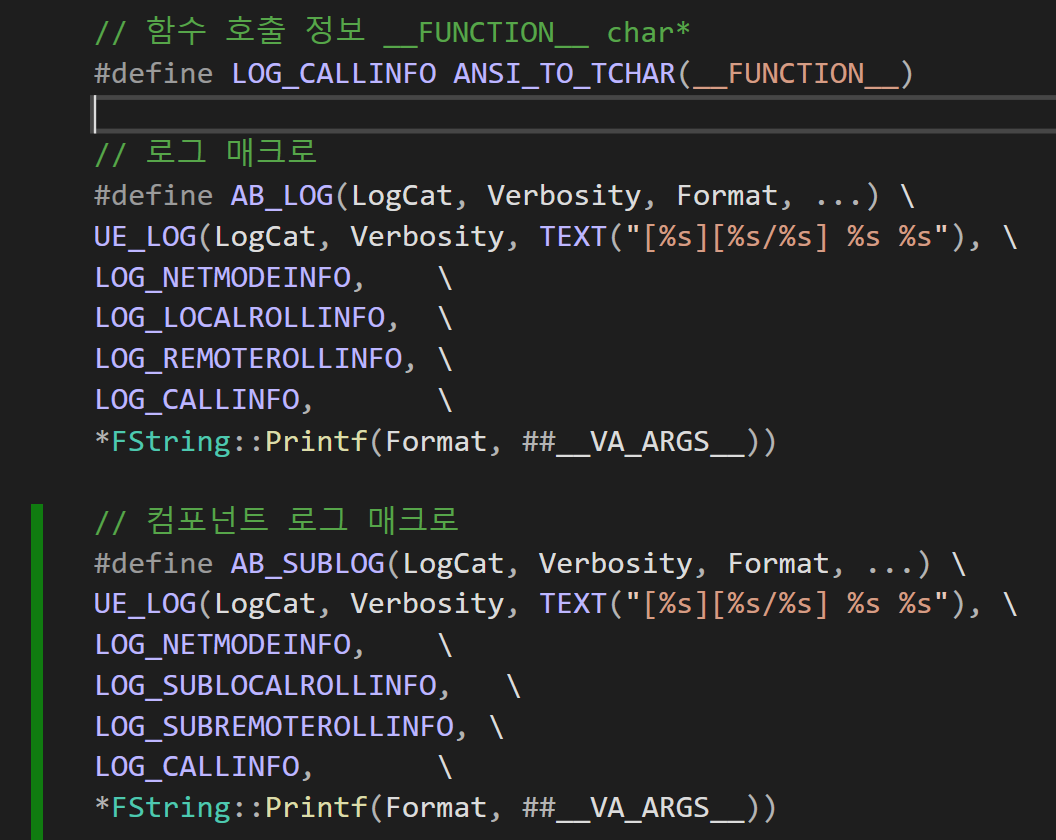 // 함수 호출 정보 __FUNCTION__ char*
#define LOG_CALLINFO ANSI_TO_TCHAR(__FUNCTION__)
// 로그 매크로
#define AB_LOG(LogCat, Verbosity, Format, ...) \
UE_LOG(LogCat, Verbosity, TEXT("[%s][%s/%s] %s %s"), \
LOG_NETMODEINFO, \
LOG_LOCALROLLINFO, \
LOG_REMOTEROLLINFO, \
LOG_CALLINFO, \
*FString::Printf(Format, ##__VA_ARGS__))
// 컴포넌트 로그 매크로
#define AB_SUBLOG(LogCat, Verbosity, Format, ...) \
UE_LOG(LogCat, Verbosity, TEXT("[%s][%s/%s] %s %s"), \
LOG_NETMODEINFO, \
LOG_SUBLOCALROLLINFO, \
LOG_SUBREMOTEROLLINFO, \
LOG_CALLINFO, \
*FString::Printf(Format, ##__VA_ARGS__))